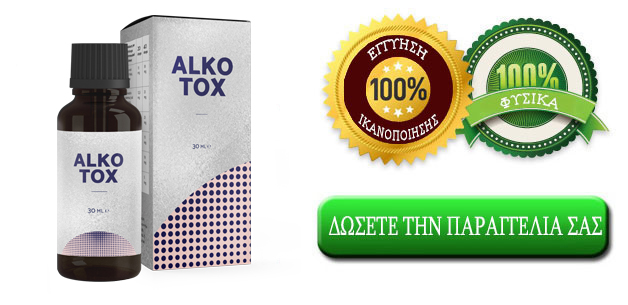 ALKO
TOX
30 ML ℮
ALKO
TOX
30 ML ℮
ΕΓΓΥΗΣΗ
100%
ΙΚΑΝΟΠΟΙΗΣΗΣ
100%
ΦΥΣΙΚΑ
ΔΩΣΕΤΕ ΤΗΝ ΠΑΡΑΓΓΕΛΙΑ ΣΑΣ